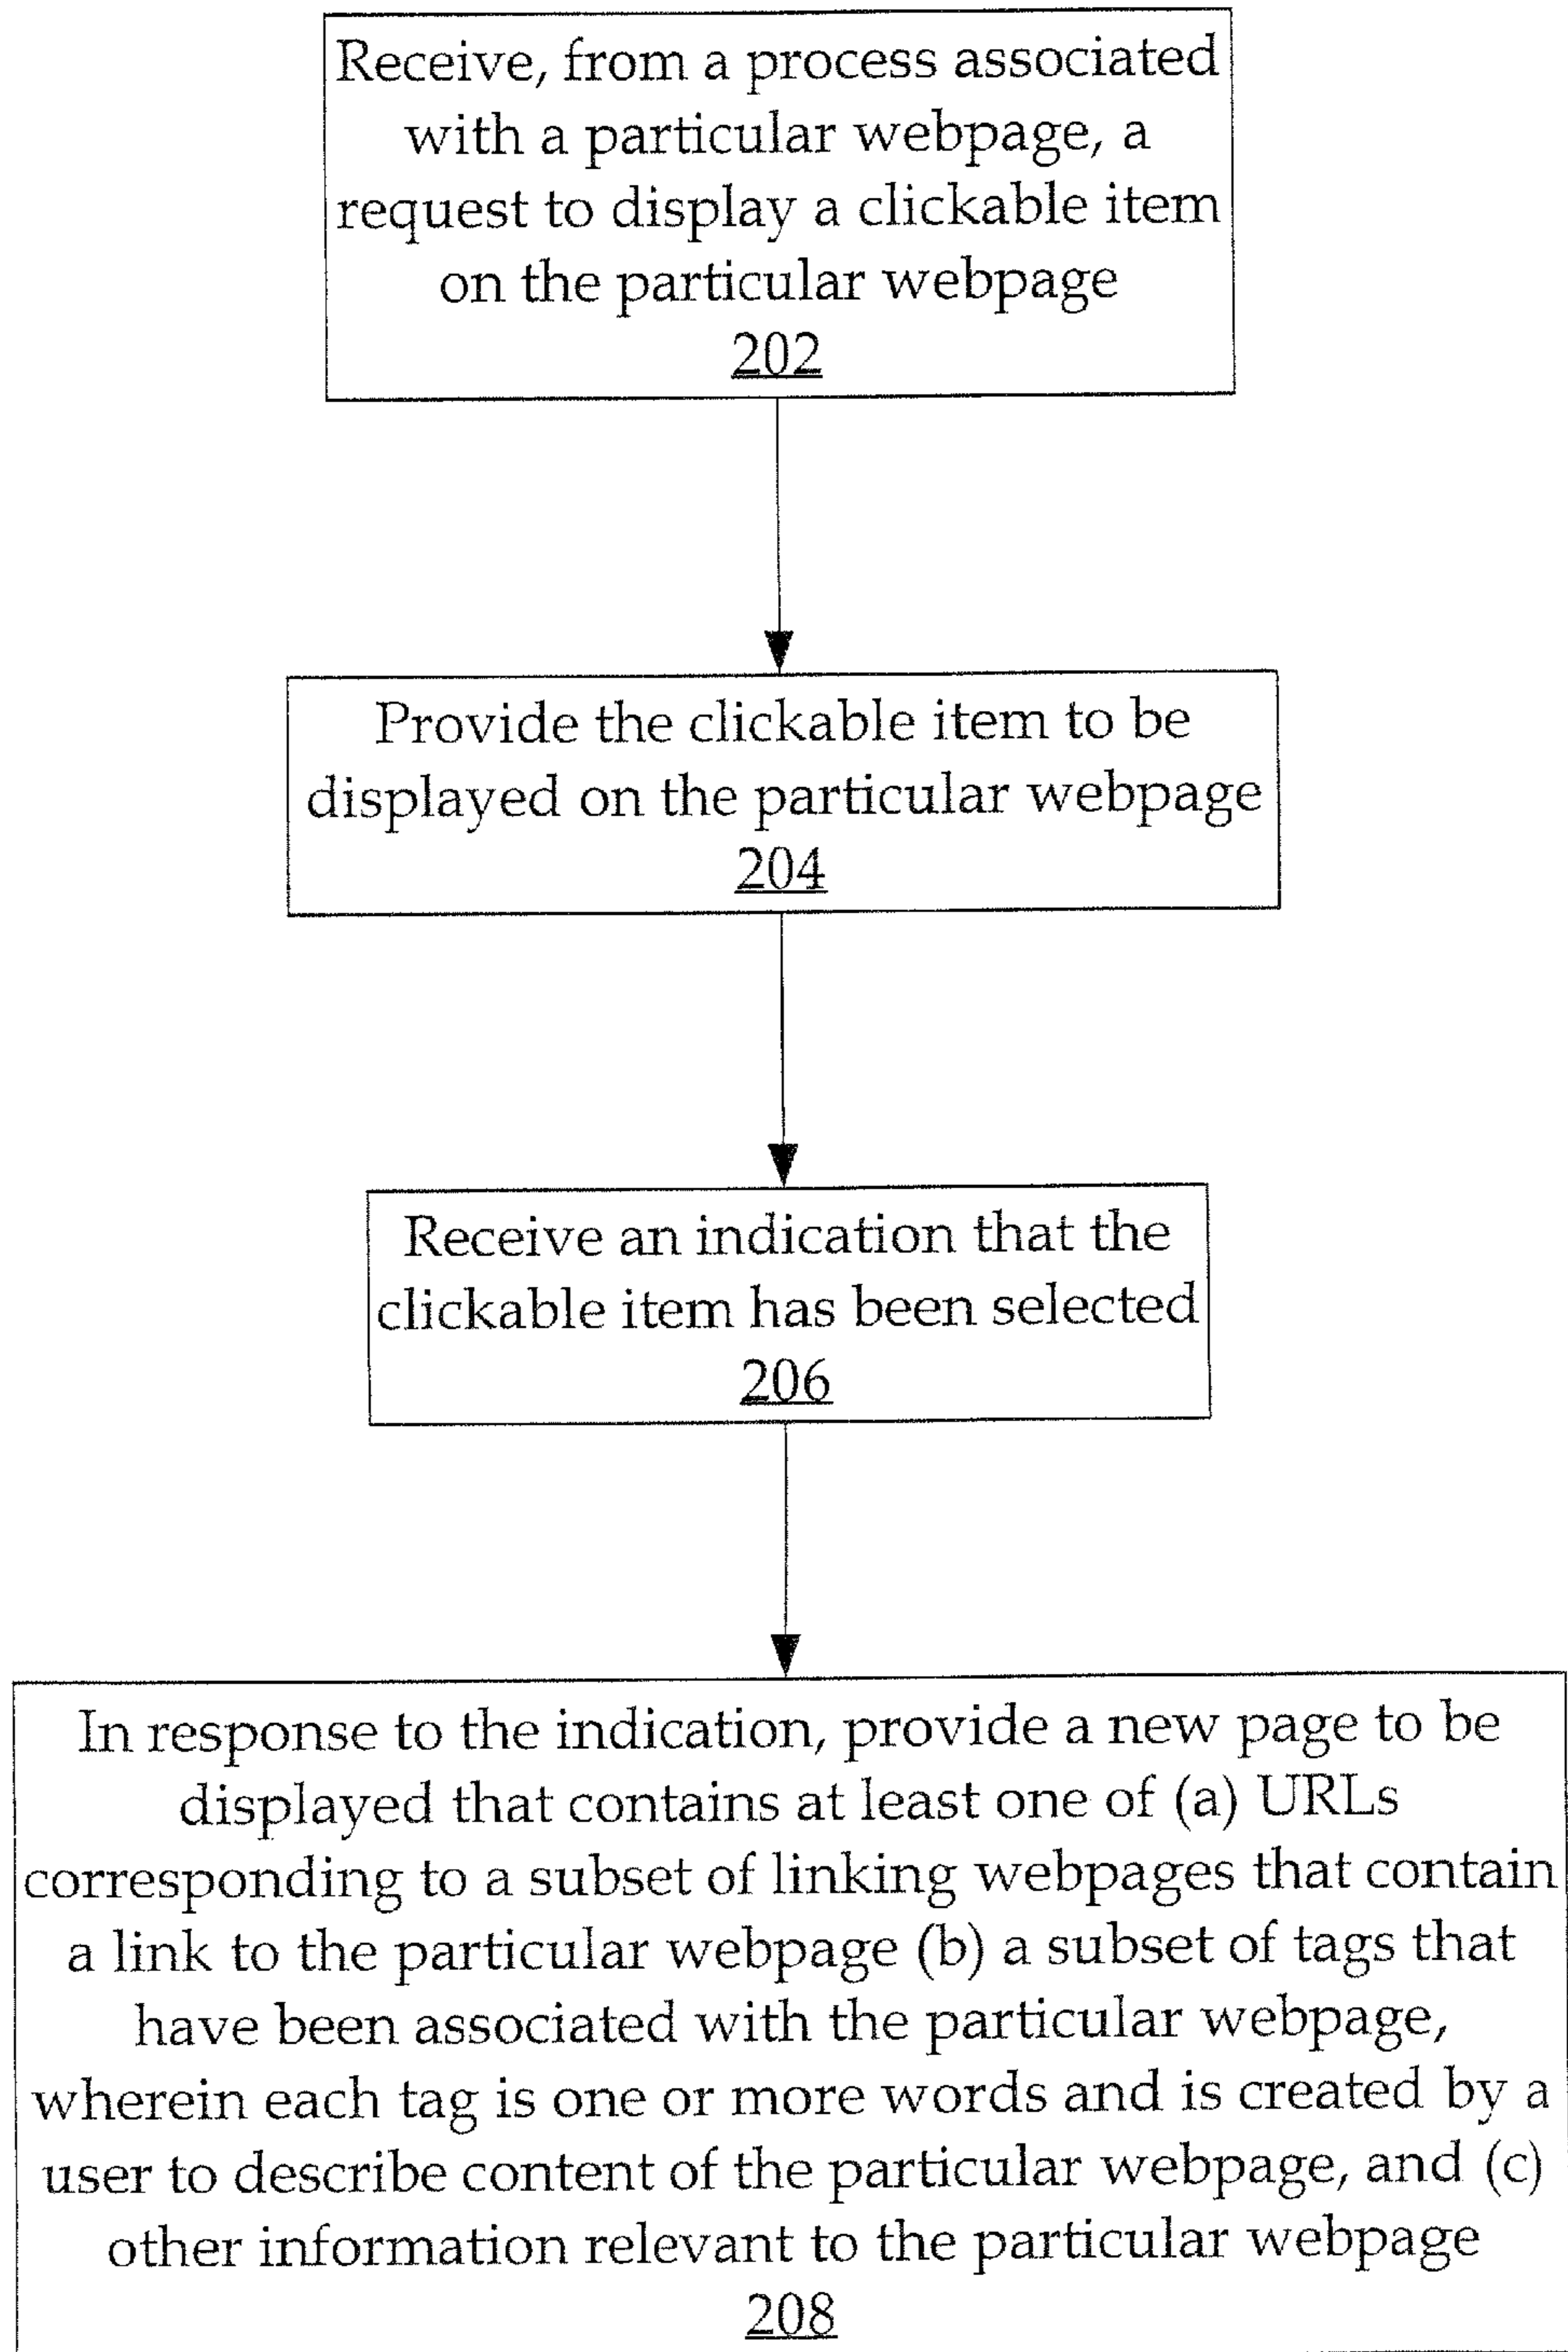 Receive, from a process associated
with a particular webpage, a
request to display a clickable item
on the particular webpage
202
Provide the clickable item to be
displayed on the particular webpage
204
Receive an indication that the
clickable item has been selected
206
In response to the indication, provide a new page to be
displayed that contains at least one of (a) URLs
corresponding to a subset of linking webpages that contain
a link to the particular webpage (b) a subset of tags that
have been associated with the particular webpage,
wherein each tag is one or more words and is created by a
user to describe content of the particular webpage, and (c)
other information relevant to the particular webpage
208